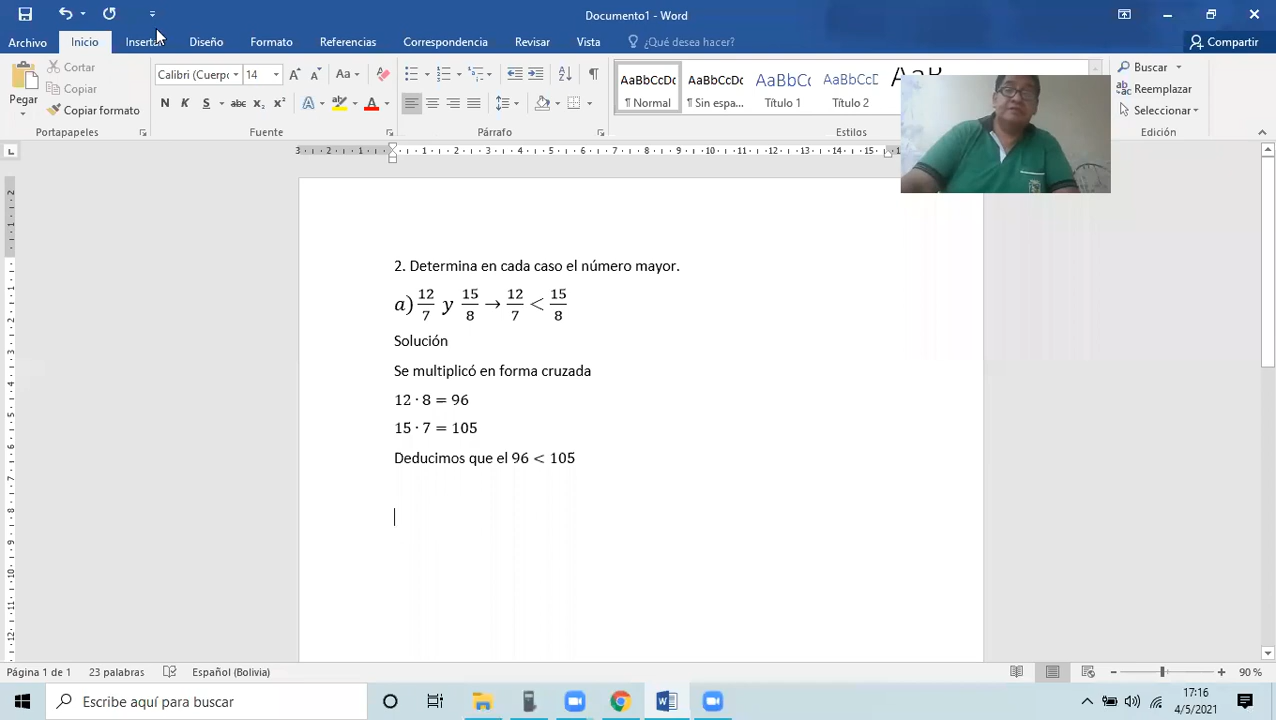 Documento1 - Word
Archivo Inicio Insertar Diseño Formato Referencias Correspondencia Revisar Vista ¿Qué desea hacer? Compartir
Pegar
Cortar
Copiar
Copiar formato
Portapapeles
Calibri (Cuerpo 14
Fuente
Párrafo
AaBbCcDc AaBbCcDc AaBbCc AaBbCcD AaB
¶ Normal ¶ Sin espa... Título 1 Título 2
Estilos
Buscar
Reemplazar
Seleccionar
Edición
2. Determina en cada caso el número mayor.
a) 12/7 y 15/8 → 12/7 < 15/8
Solución
Se multiplicó en forma cruzada
12 · 8 = 96
15 · 7 = 105
Deducimos que el 96 < 105
Página 1 de 1 23 palabras Español (Bolivia) 90 %
Escribe aquí para buscar
17:16
4/5/2021